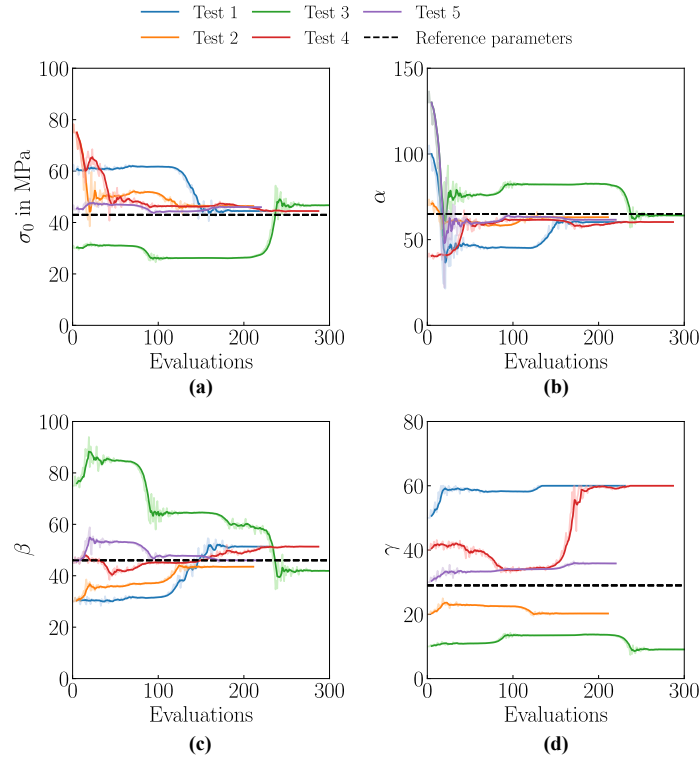 Test 1 Test 3 Test 5
Test 2 Test 4 Reference parameters
100
80
60
40
20
0
σ₀ in MPa
0 100 200 300
Evaluations
(a)
150
100
50
0
α
0 100 200 300
Evaluations
(b)
100
80
60
40
20
0
β
0 100 200 300
Evaluations
(c)
80
60
40
20
0
γ
0 100 200 300
Evaluations
(d)